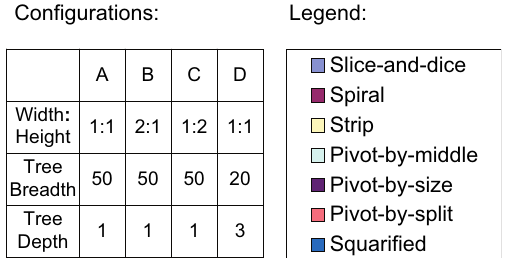 Configurations:
A B C D
Width:
Height
1:1 2:1 1:2 1:1
Tree
Breadth
50 50 50 20
Tree
Depth
1 1 1 3
Legend:
Slice-and-dice
Spiral
Strip
Pivot-by-middle
Pivot-by-size
Pivot-by-split
Squarified